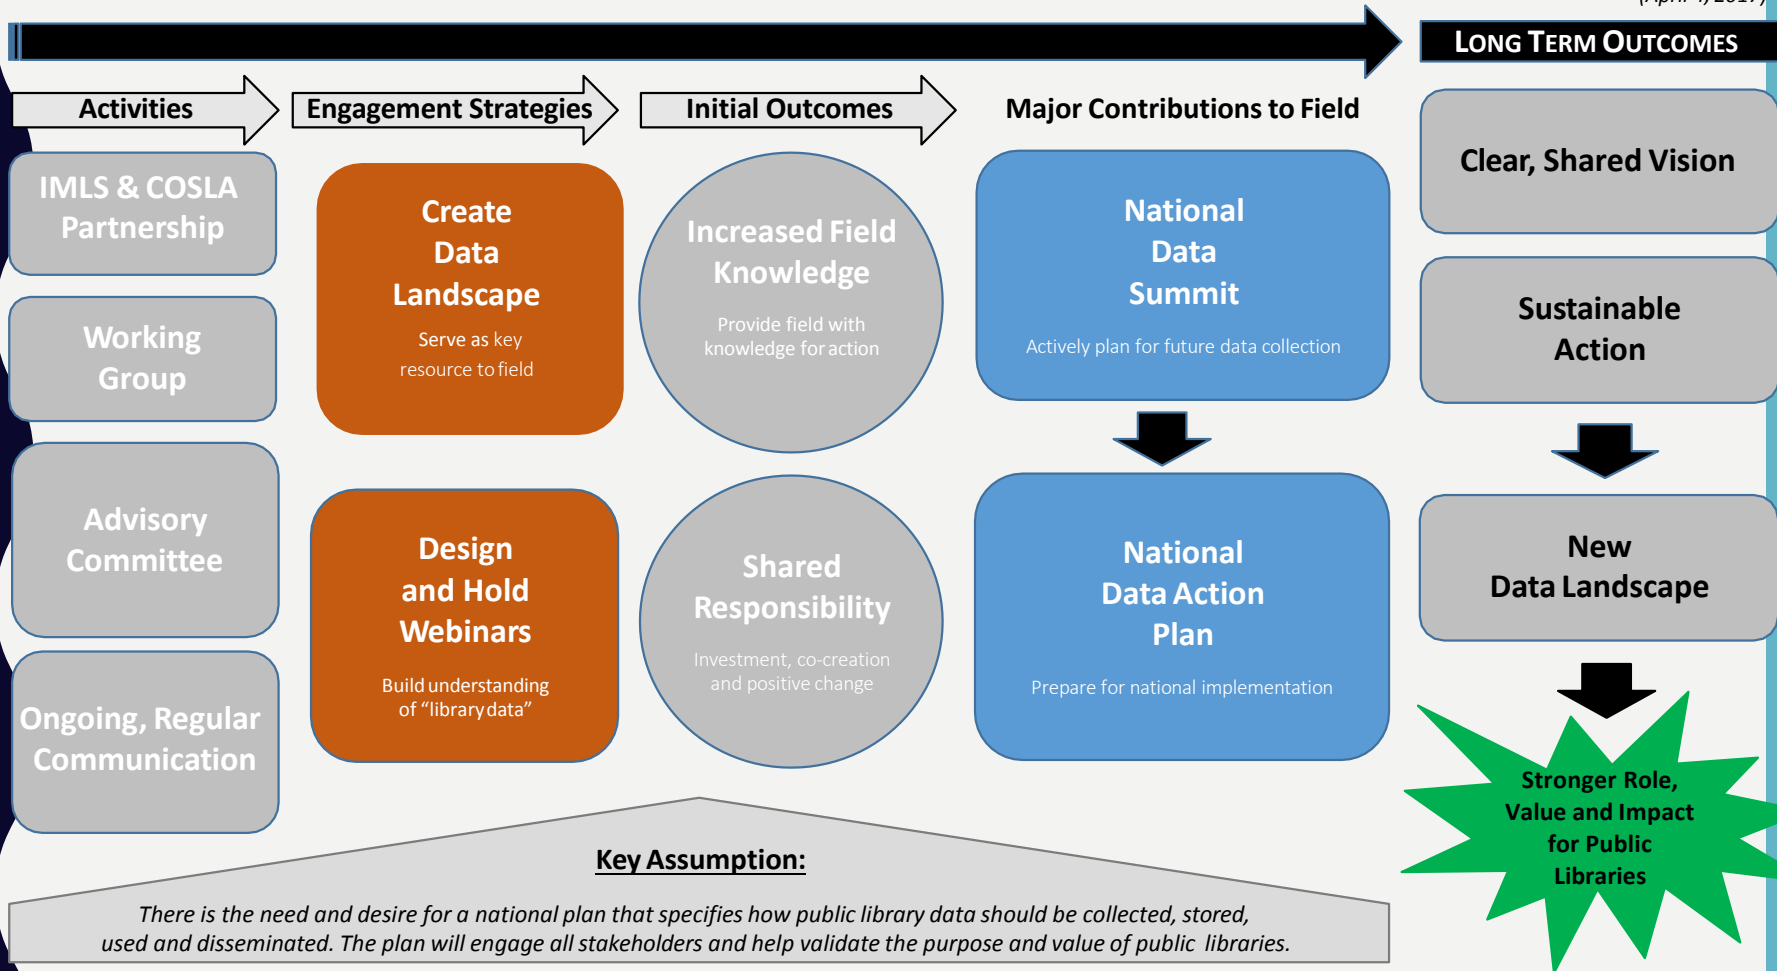 LONG TERM OUTCOMES
Activities
Engagement Strategies
Initial Outcomes
Major Contributions to Field
IMLS & COSLA
Partnership
Working
Group
Advisory
Committee
Ongoing, Regular
Communication
Create
Data
Landscape
Serve as key
resource to field
Design
and Hold
Webinars
Build understanding
of “library data”
Increased Field
Knowledge
Provide field with
knowledge for action
Shared
Responsibility
Investment, co-creation
and positive change
National
Data
Summit
Actively plan for future data collection
National
Data Action
Plan
Prepare for national implementation
Clear, Shared Vision
Sustainable
Action
New
Data Landscape
Stronger Role,
Value and Impact
for Public
Libraries
Key Assumption:
There is the need and desire for a national plan that specifies how public library data should be collected, stored,
used and disseminated. The plan will engage all stakeholders and help validate the purpose and value of public libraries.